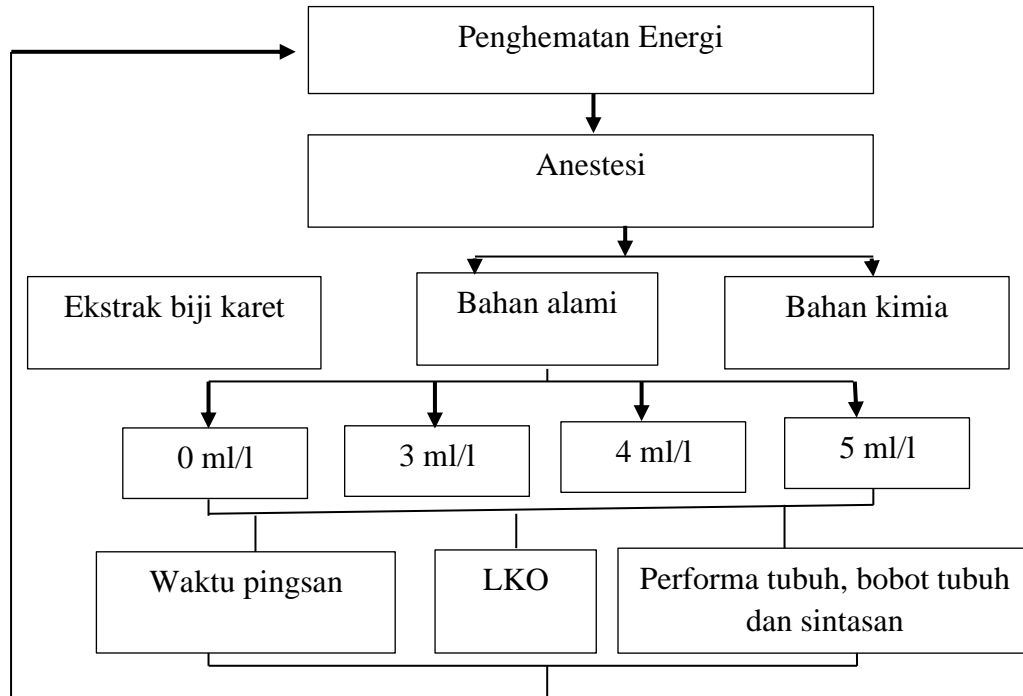 Penghematan Energi
Anestesi
Ekstrak biji karet
Bahan alami
Bahan kimia
0 ml/l
3 ml/l
4 ml/l
5 ml/l
Waktu pingsan
LKO
Performa tubuh, bobot tubuh
dan sintasan